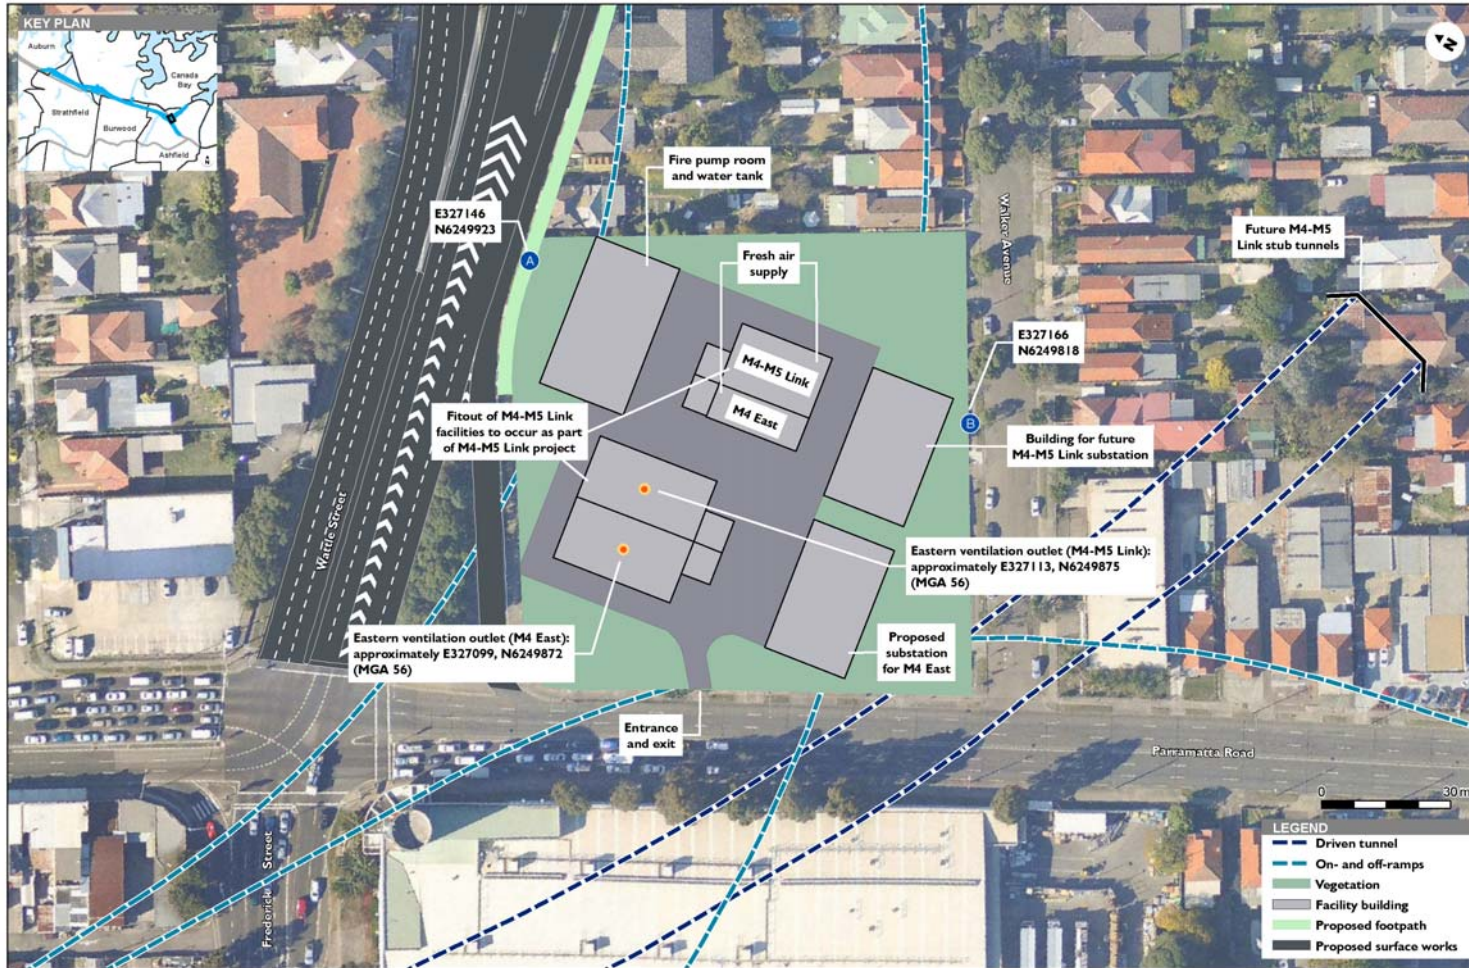 KEY PLAN
Auburn
Canada
Bay
Strathfield
Burwood
Ashfield
N
N
Fire pump room
and water tank
E327146
N6249923
A
Fresh air
supply
Walker Avenue
Future M4-M5
Link stub tunnels
M4-M5 Link
M4 East
E327166
N6249818
B
Fitout of M4-M5 Link
facilities to occur as part
of M4-M5 Link project
Building for future
M4-M5 Link substation
Wattle Street
Eastern ventilation outlet (M4-M5 Link):
approximately E327113, N6249875
(MGA 56)
Eastern ventilation outlet (M4 East):
approximately E327099, N6249872
(MGA 56)
Proposed
substation
for M4 East
Entrance
and exit
Parramatta Road
Frederick Street
0 30 m
LEGEND
Driven tunnel
On- and off-ramps
Vegetation
Facility building
Proposed footpath
Proposed surface works